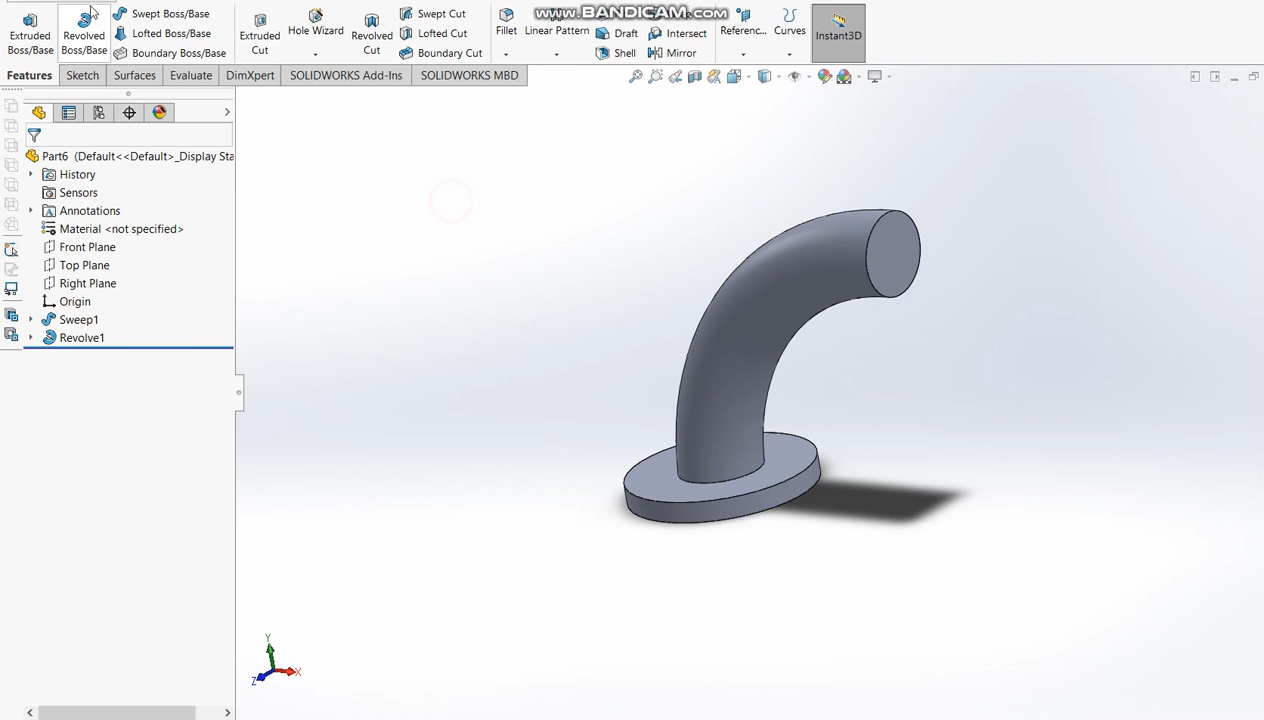 www.BANDICAM.com
Extruded Boss/Base
Revolved Boss/Base
Swept Boss/Base
Lofted Boss/Base
Boundary Boss/Base
Extruded Cut
Hole Wizard
Revolved Cut
Swept Cut
Lofted Cut
Boundary Cut
Fillet
Linear Pattern
Draft
Shell
Intersect
Mirror
Referenc...
Curves
Instant3D
Features
Sketch
Surfaces
Evaluate
DimXpert
SOLIDWORKS Add-Ins
SOLIDWORKS MBD
Part6 (Default<<Default>_Display Sta
History
Sensors
Annotations
Material <not specified>
Front Plane
Top Plane
Right Plane
Origin
Sweep1
Revolve1
Y
X
Z